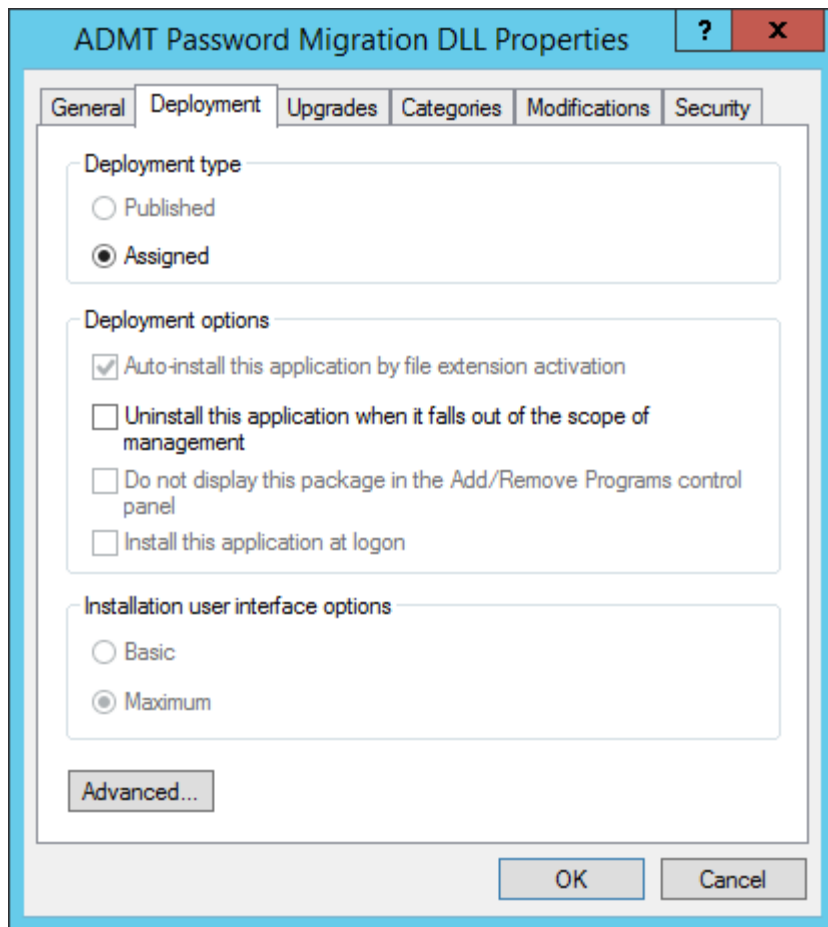 ADMT Password Migration DLL Properties
?
x
General
Deployment
Upgrades
Categories
Modifications
Security
Deployment type
Published
Assigned
Deployment options
Auto-install this application by file extension activation
Uninstall this application when it falls out of the scope of
management
Do not display this package in the Add/Remove Programs control
panel
Install this application at logon
Installation user interface options
Basic
Maximum
Advanced...
OK
Cancel